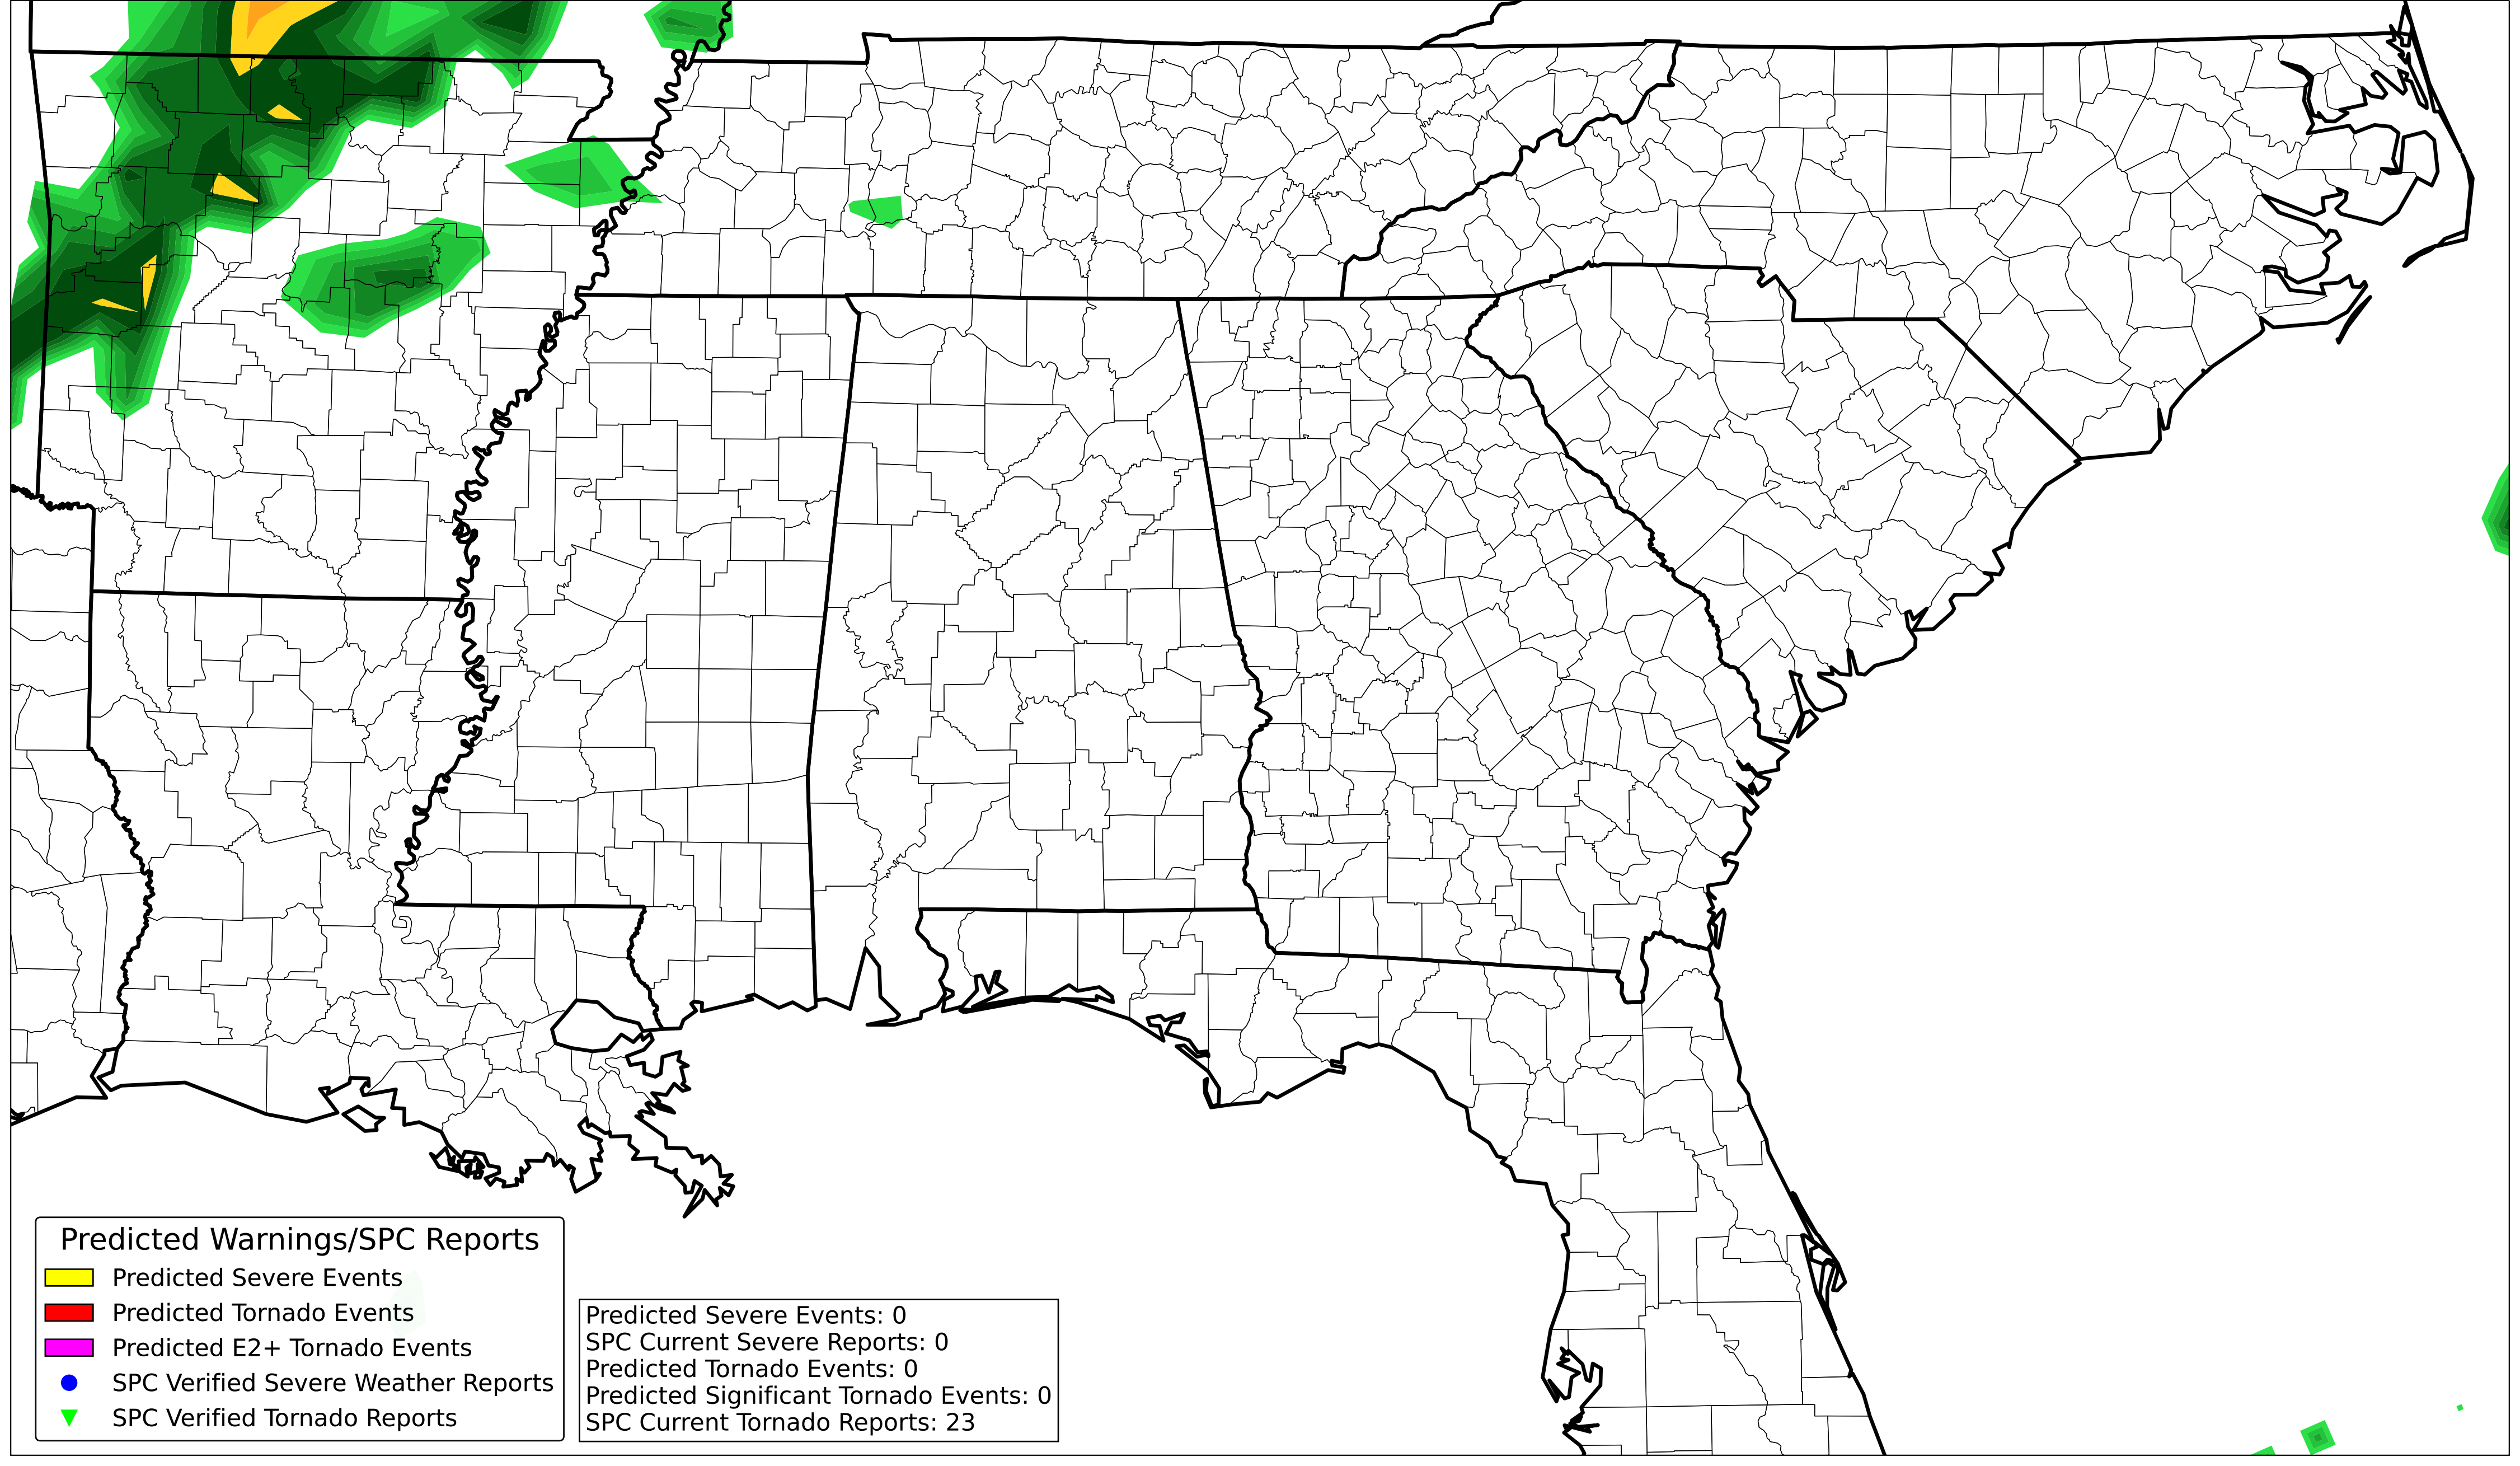 Predicted Warnings/SPC Reports
Predicted Severe Events
Predicted Tornado Events
Predicted E2+ Tornado Events
SPC Verified Severe Weather Reports
SPC Verified Tornado Reports
Predicted Severe Events: 0
SPC Current Severe Reports: 0
Predicted Tornado Events: 0
Predicted Significant Tornado Events: 0
SPC Current Tornado Reports: 23